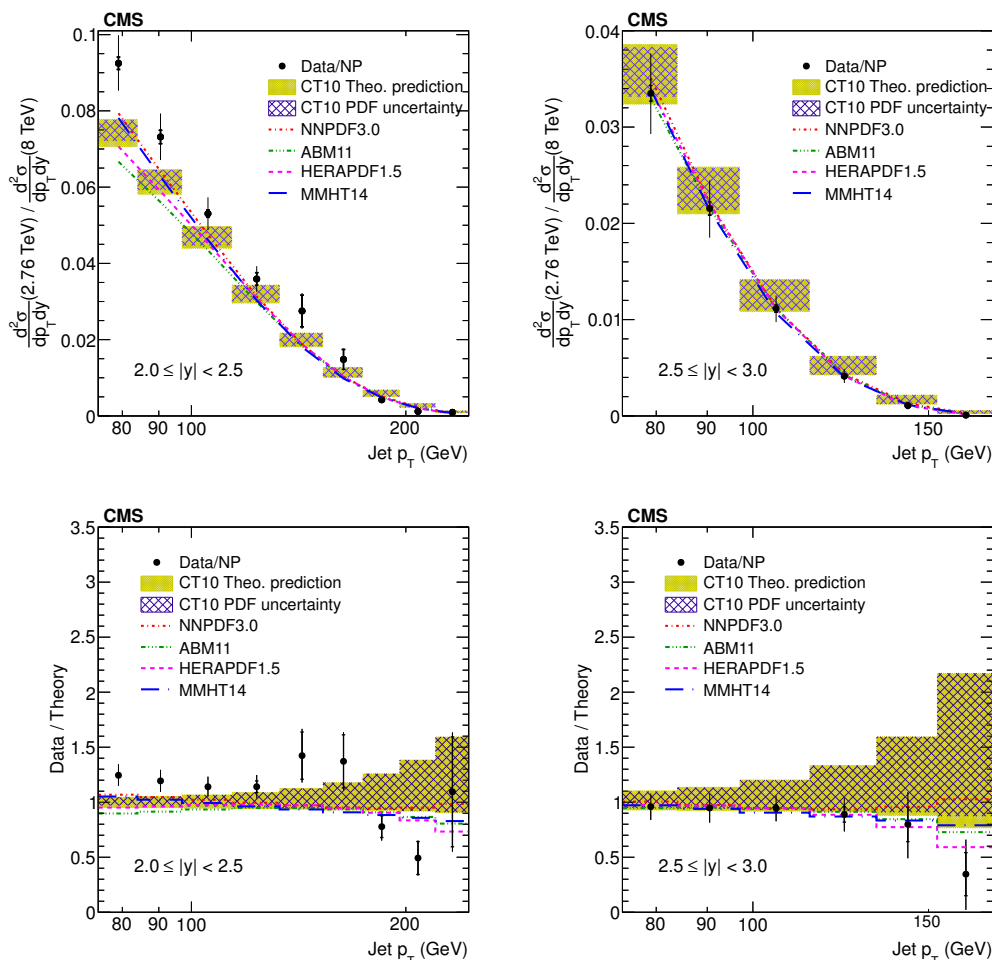 CMS
d²σ/dp_T dy (2.76 TeV) / d²σ/dp_T dy (8 TeV)
0.1
0.08
0.06
0.04
0.02
0
Data/NP
CT10 Theo. prediction
CT10 PDF uncertainty
NNPDF3.0
ABM11
HERAPDF1.5
MMHT14
2.0 ≤ |y| < 2.5
80 90 100 200
Jet p_T (GeV)
CMS
d²σ/dp_T dy (2.76 TeV) / d²σ/dp_T dy (8 TeV)
0.04
0.03
0.02
0.01
0
Data/NP
CT10 Theo. prediction
CT10 PDF uncertainty
NNPDF3.0
ABM11
HERAPDF1.5
MMHT14
2.5 ≤ |y| < 3.0
80 90 100 150
Jet p_T (GeV)
CMS
Data / Theory
3.5
3
2.5
2
1.5
1
0.5
0
Data/NP
CT10 Theo. prediction
CT10 PDF uncertainty
NNPDF3.0
ABM11
HERAPDF1.5
MMHT14
2.0 ≤ |y| < 2.5
80 90 100 200
Jet p_T (GeV)
CMS
Data / Theory
3.5
3
2.5
2
1.5
1
0.5
0
Data/NP
CT10 Theo. prediction
CT10 PDF uncertainty
NNPDF3.0
ABM11
HERAPDF1.5
MMHT14
2.5 ≤ |y| < 3.0
80 90 100 150
Jet p_T (GeV)